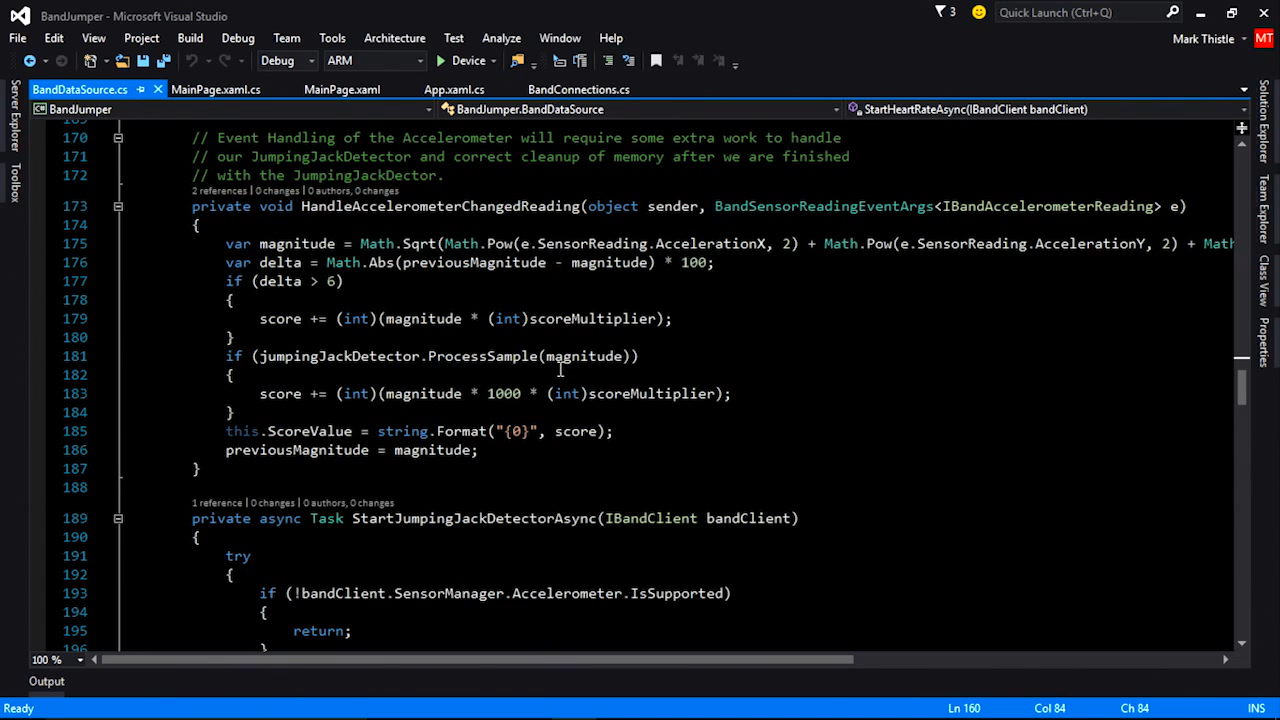 BandJumper - Microsoft Visual Studio
3
Quick Launch (Ctrl+Q)
File Edit View Project Build Debug Team Tools Architecture Test Analyze Window Help
Mark Thistle
MT
Debug
ARM
Device
BandDataSource.cs
MainPage.xaml.cs
MainPage.xaml
App.xaml.cs
BandConnections.cs
BandJumper
BandJumper.BandDataSource
StartHeartRateAsync(IBandClient bandClient)
Server Explorer
Toolbox
Solution Explorer
Team Explorer
Class View
Properties
169
170 // Event Handling of the Accelerometer will require some extra work to handle
171 // our JumpingJackDetector and correct cleanup of memory after we are finished
172 // with the JumpingJackDector.
2 references | 0 changes | 0 authors, 0 changes
173 private void HandleAccelerometerChangedReading(object sender, BandSensorReadingEventArgs<IBandAccelerometerReading> e)
174 {
175 var magnitude = Math.Sqrt(Math.Pow(e.SensorReading.AccelerationX, 2) + Math.Pow(e.SensorReading.AccelerationY, 2) + Math
176 var delta = Math.Abs(previousMagnitude - magnitude) * 100;
177 if (delta > 6)
178 {
179 score += (int)(magnitude * (int)scoreMultiplier);
180 }
181 if (jumpingJackDetector.ProcessSample(magnitude))
182 {
183 score += (int)(magnitude * 1000 * (int)scoreMultiplier);
184 }
185 this.ScoreValue = string.Format("{0}", score);
186 previousMagnitude = magnitude;
187 }
188
1 reference | 0 changes | 0 authors, 0 changes
189 private async Task StartJumpingJackDetectorAsync(IBandClient bandClient)
190 {
191 try
192 {
193 if (!bandClient.SensorManager.Accelerometer.IsSupported)
194 {
195 return;
196 }
100 %
Output
Ready
Ln 160
Col 84
Ch 84
INS